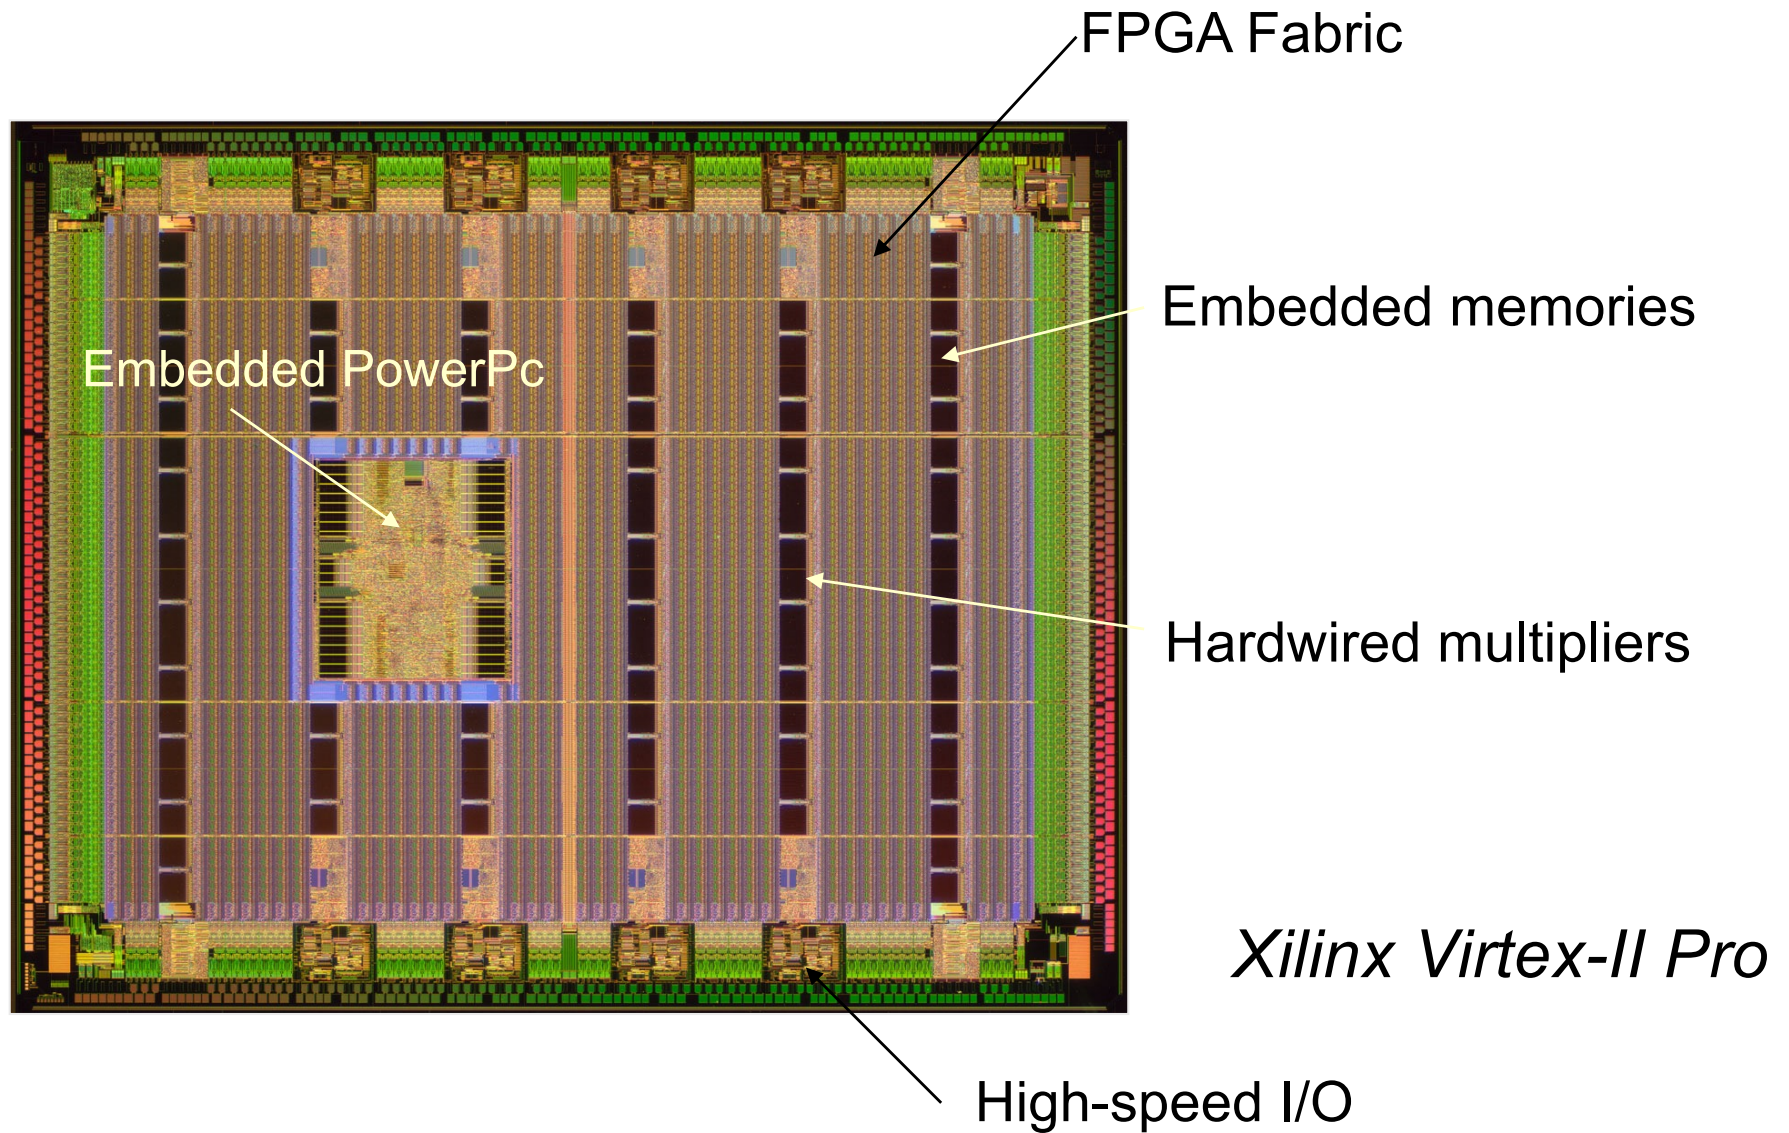 FPGA Fabric
Embedded memories
Embedded PowerPc
Hardwired multipliers
Xilinx Virtex-II Pro
High-speed I/O